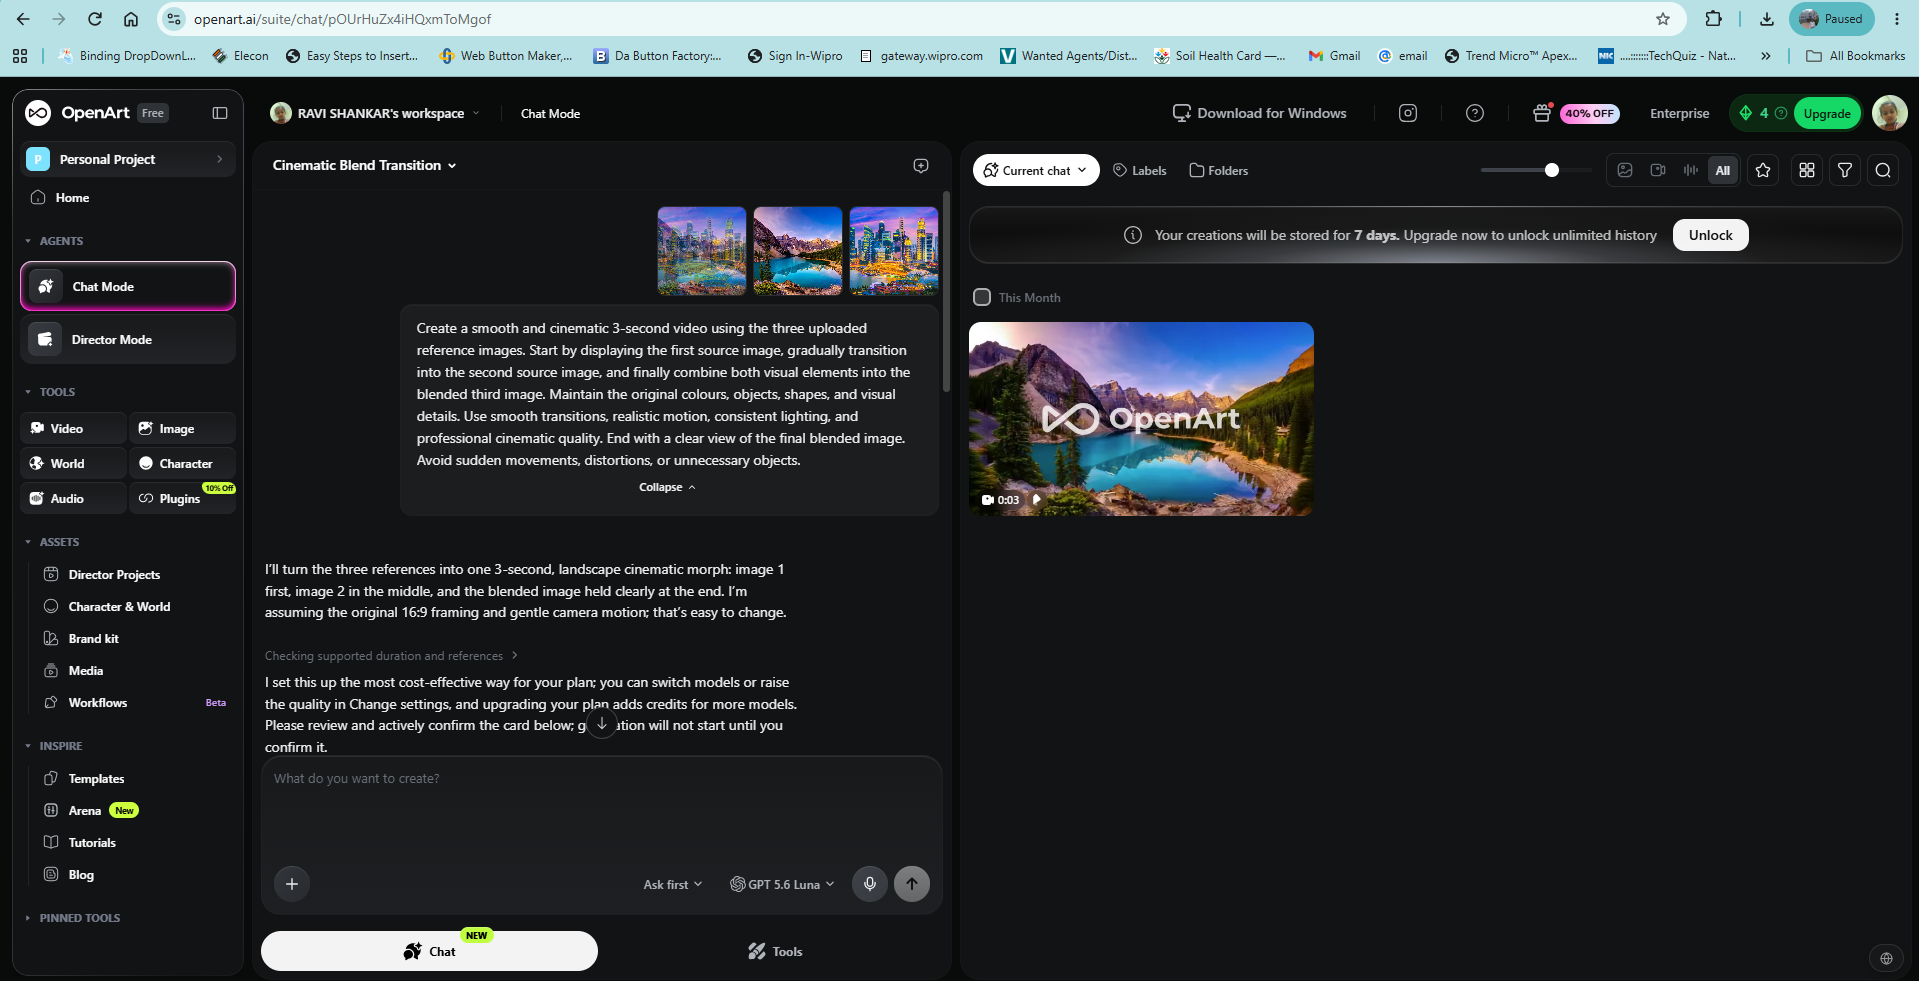 openart.ai/suite/chat/pOUrHuZx4iHQxmToMgof
Paused
Binding DropDownL...
Elecon
Easy Steps to Insert...
Web Button Maker,...
Da Button Factory:...
Sign In-Wipro
gateway.wipro.com
Wanted Agents/Dist...
Soil Health Card —...
Gmail
email
Trend Micro™ Apex...
....:::::::TechQuiz - Nat...
All Bookmarks
OpenArt Free
RAVI SHANKAR's workspace
Chat Mode
Download for Windows
40% OFF
Enterprise
4
Upgrade
P Personal Project
Home
AGENTS
Chat Mode
Director Mode
TOOLS
Video
Image
World
Character
Audio
Plugins
10% Off
ASSETS
Director Projects
Character & World
Brand kit
Media
Workflows Beta
INSPIRE
Templates
Arena New
Tutorials
Blog
PINNED TOOLS
Cinematic Blend Transition
Create a smooth and cinematic 3-second video using the three uploaded
reference images. Start by displaying the first source image, gradually transition
into the second source image, and finally combine both visual elements into the
blended third image. Maintain the original colours, objects, shapes, and visual
details. Use smooth transitions, realistic motion, consistent lighting, and
professional cinematic quality. End with a clear view of the final blended image.
Avoid sudden movements, distortions, or unnecessary objects.
Collapse
I'll turn the three references into one 3-second, landscape cinematic morph: image 1
first, image 2 in the middle, and the blended image held clearly at the end. I'm
assuming the original 16:9 framing and gentle camera motion; that's easy to change.
Checking supported duration and references
I set this up the most cost-effective way for your plan; you can switch models or raise
the quality in Change settings, and upgrading your plan adds credits for more models.
Please review and actively confirm the card below; g ation will not start until you
confirm it.
What do you want to create?
Ask first
GPT 5.6 Luna
NEW
Chat
Tools
Current chat
Labels
Folders
All
Your creations will be stored for 7 days. Upgrade now to unlock unlimited history
Unlock
This Month
OpenArt
0:03